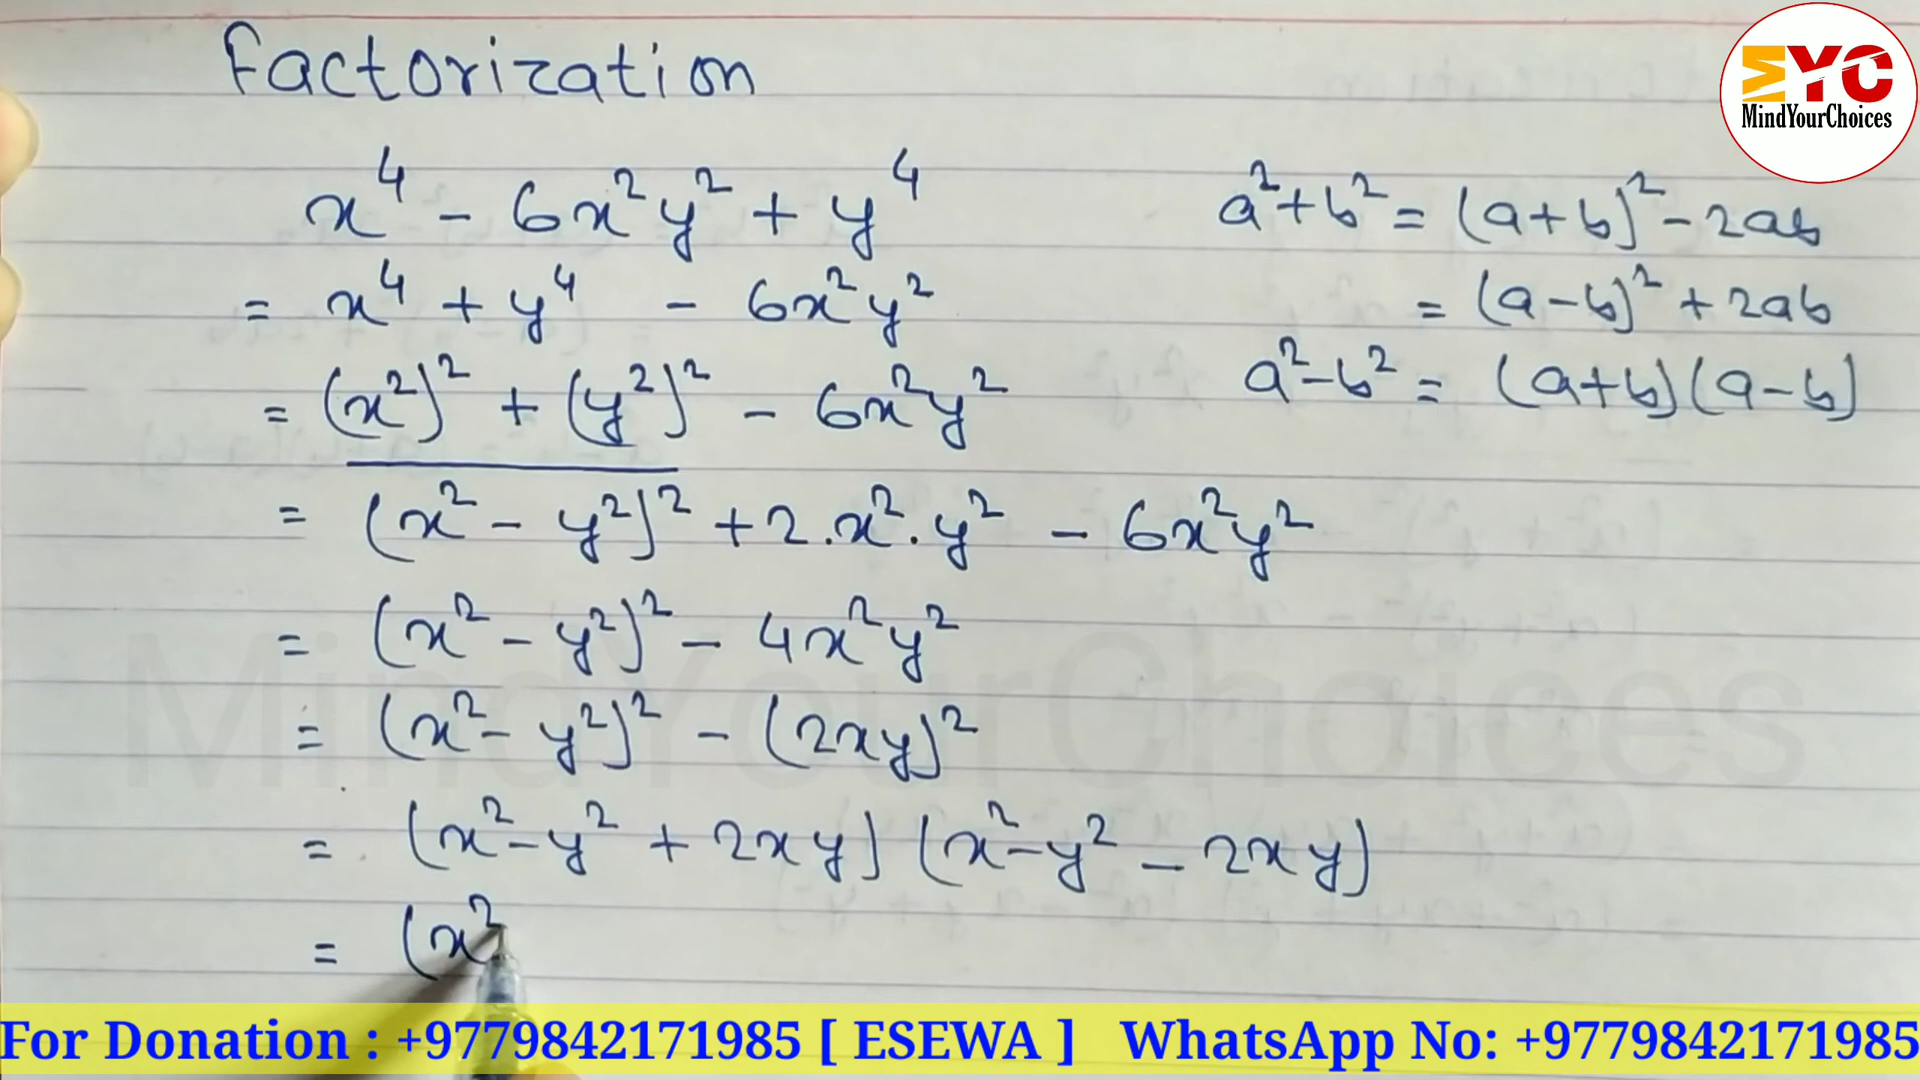 Factorization
x⁴ - 6x²y² + y⁴
= x⁴ + y⁴ - 6x²y²
= (x²)² + (y²)² - 6x²y²
= (x² - y²)² + 2.x².y² - 6x²y²
= (x² - y²)² - 4x²y²
= (x² - y²)² - (2xy)²
= (x² - y² + 2xy) (x² - y² - 2xy)
= (x²
a² + b² = (a+b)² - 2ab
= (a-b)² + 2ab
a² - b² = (a+b)(a-b)
MYC
MindYourChoices
MindYourChoices
For Donation : +9779842171985 [ ESEWA ] WhatsApp No: +9779842171985